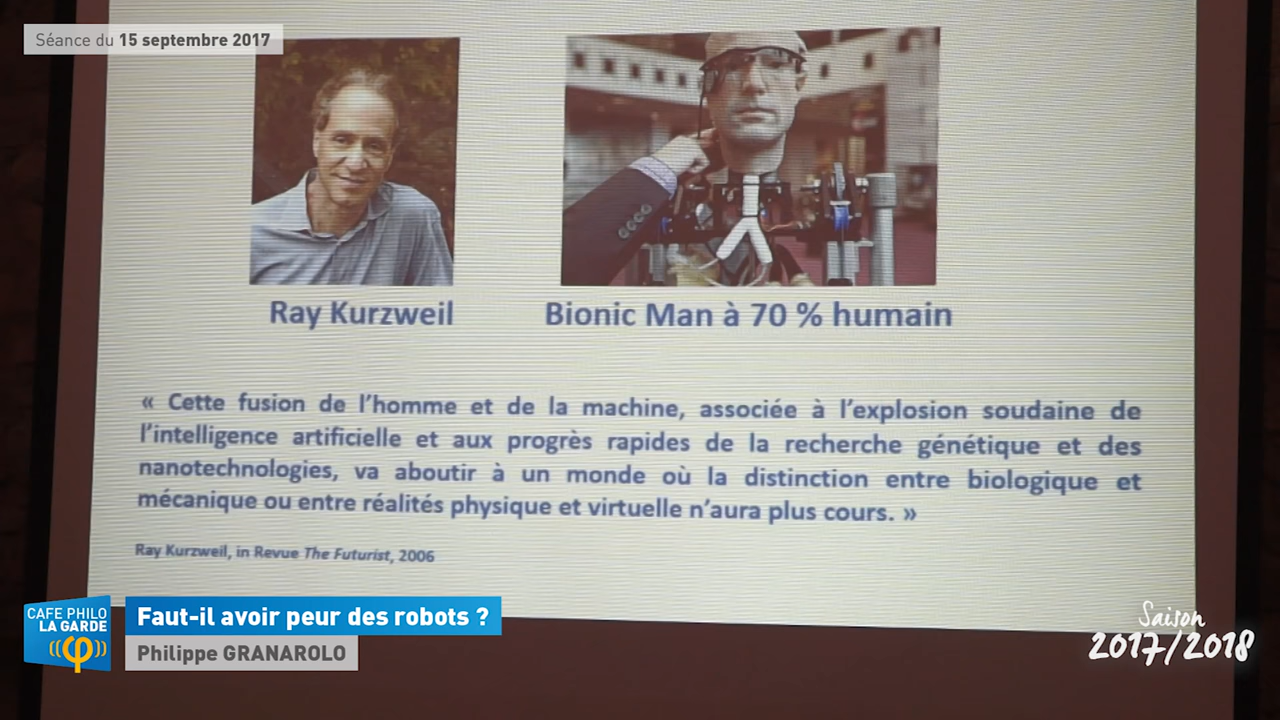 Séance du 15 septembre 2017
Ray Kurzweil
Bionic Man à 70 % humain
« Cette fusion de l'homme et de la machine, associée à l'explosion soudaine de
l'intelligence artificielle et aux progrès rapides de la recherche génétique et des
nanotechnologies, va aboutir à un monde où la distinction entre biologique et
mécanique ou entre réalités physique et virtuelle n'aura plus cours. »
Ray Kurzweil, in Revue The Futurist, 2006
CAFE PHILO
LA GARDE
Faut-il avoir peur des robots ?
Philippe GRANAROLO
Saison
2017/2018